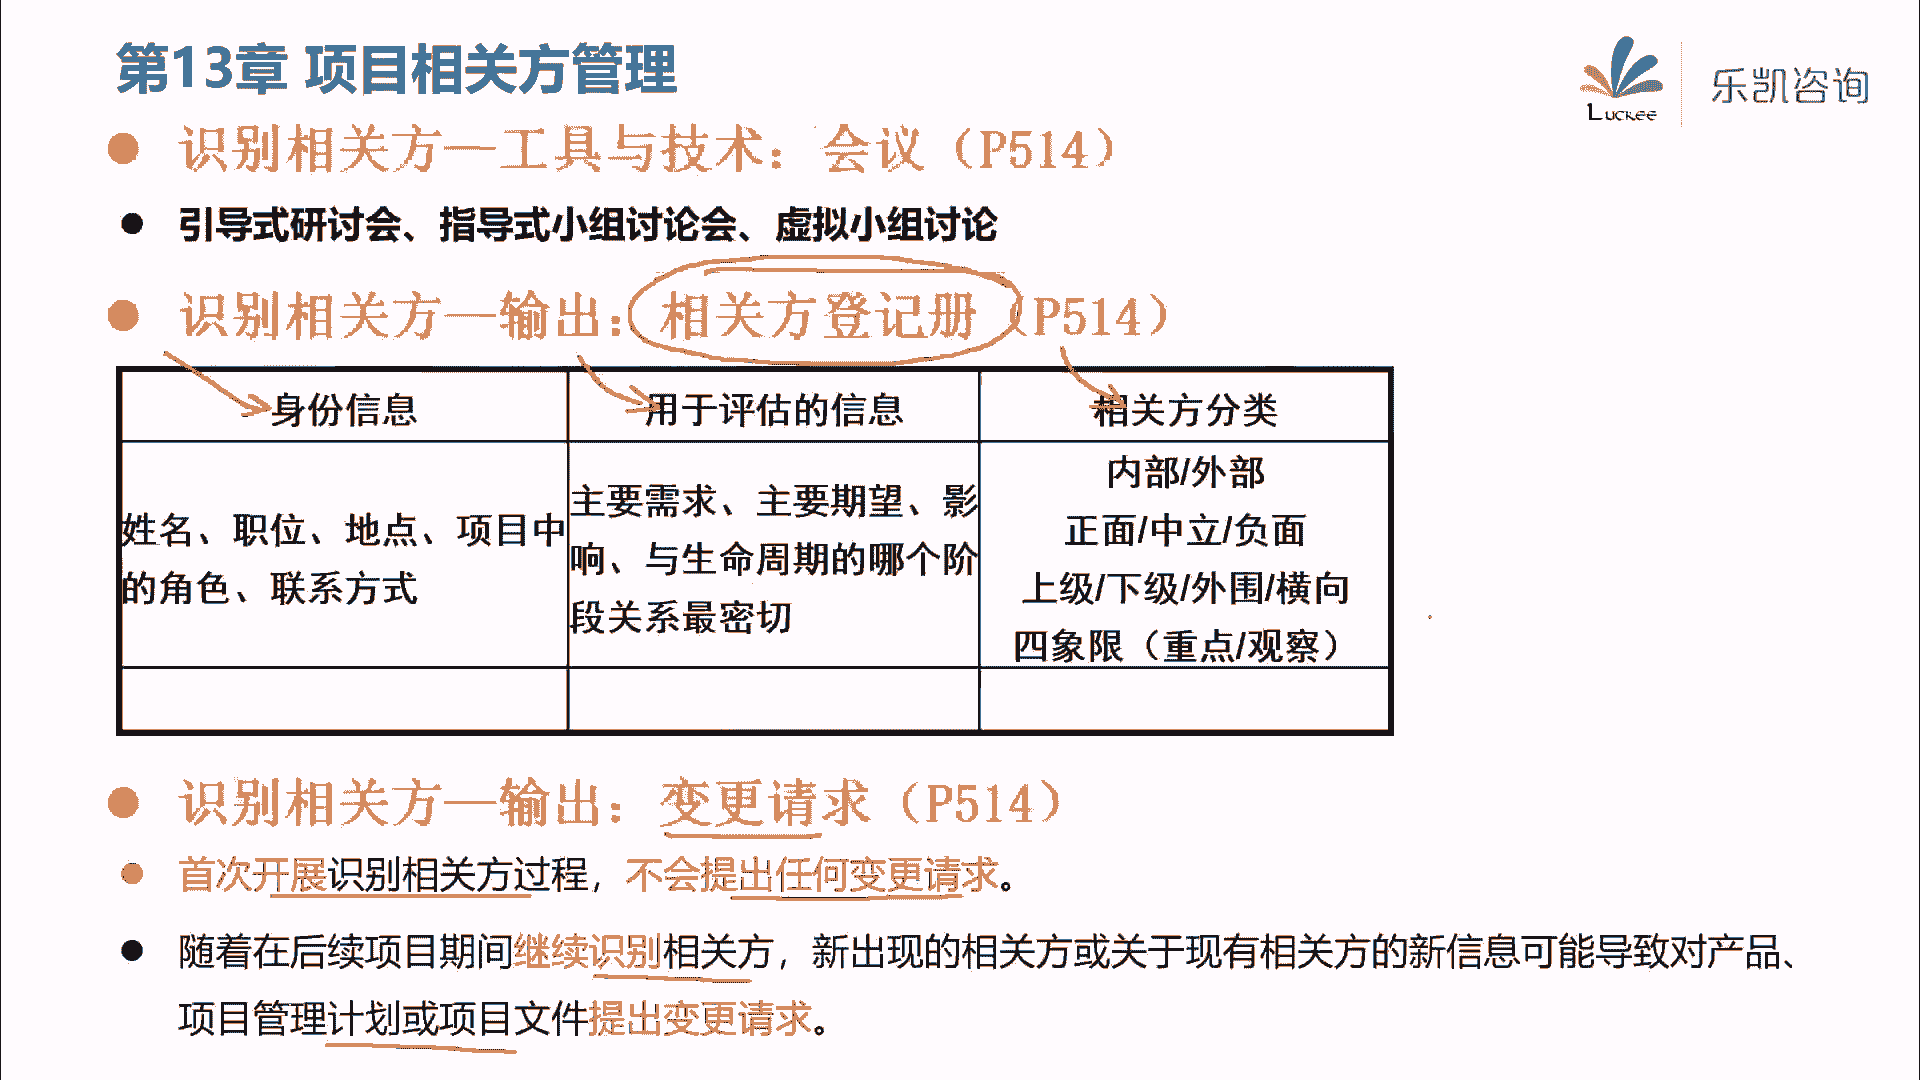 第13章 项目相关方管理
Luckee 乐凯咨询
● 识别相关方—工具与技术：会议（P514）
● 引导式研讨会、指导式小组讨论会、虚拟小组讨论
● 识别相关方—输出：相关方登记册（P514）
身份信息 用于评估的信息 相关方分类
姓名、职位、地点、项目中
的角色、联系方式
主要需求、主要期望、影
响、与生命周期的哪个阶
段关系最密切
内部/外部
正面/中立/负面
上级/下级/外围/横向
四象限（重点/观察）
● 识别相关方—输出：变更请求（P514）
● 首次开展识别相关方过程，不会提出任何变更请求。
● 随着在后续项目期间继续识别相关方，新出现的相关方或关于现有相关方的新信息可能导致对产品、
项目管理计划或项目文件提出变更请求。